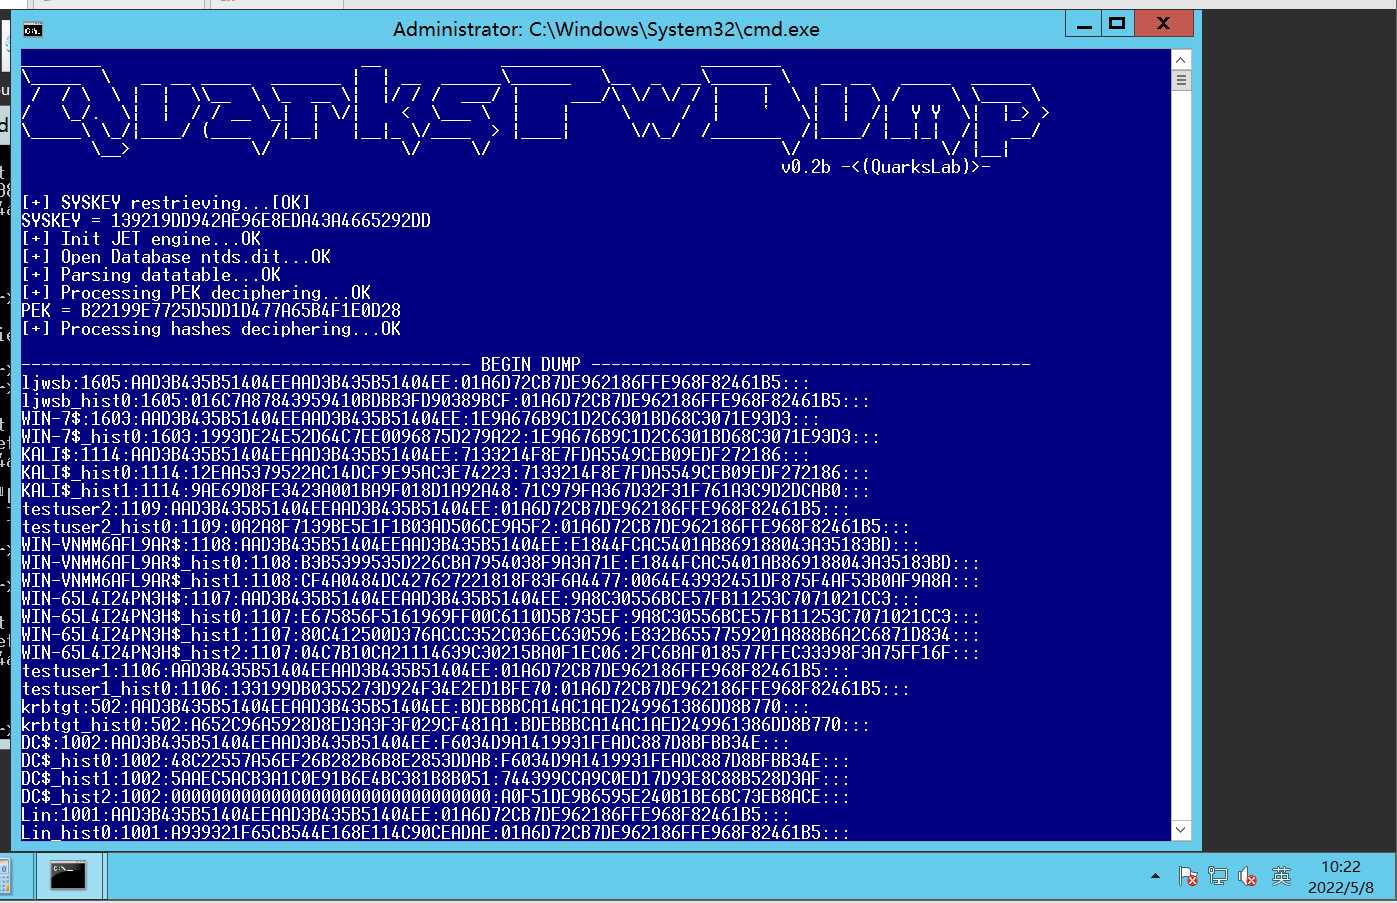 Administrator: C:\Windows\System32\cmd.exe
QuarksPwDump
v0.2b -<(QuarksLab)>-
[+] SYSKEY restrieving...[OK]
SYSKEY = 139219DD942AE96E8EDA43A4665292DD
[+] Init JET engine...OK
[+] Open Database ntds.dit...OK
[+] Parsing datatable...OK
[+] Processing PEK deciphering...OK
PEK = B22199E7725D5DD1D477A65B4F1E0D28
[+] Processing hashes deciphering...OK
--------------------------------------------- BEGIN DUMP --------------------------------------------
ljwsb:1605:AAD3B435B51404EEAAD3B435B51404EE:01A6D72CB7DE962186FFE968F82461B5:::
ljwsb_hist0:1605:016C7A87843959410BDBB3FD90389BCF:01A6D72CB7DE962186FFE968F82461B5:::
WIN-7$:1603:AAD3B435B51404EEAAD3B435B51404EE:1E9A676B9C1D2C6301BD68C3071E93D3:::
WIN-7$_hist0:1603:1993DE24E52D64C7EE0096875D279A22:1E9A676B9C1D2C6301BD68C3071E93D3:::
KALI$:1114:AAD3B435B51404EEAAD3B435B51404EE:7133214F8E7FDA5549CEB09EDF272186:::
KALI$_hist0:1114:12EAA5379522AC14DCF9E95AC3E74223:7133214F8E7FDA5549CEB09EDF272186:::
KALI$_hist1:1114:9AE69D8FE3423A001BA9F018D1A92A48:71C979FA367D32F31F761A3C9D2DCAB0:::
testuser2:1109:AAD3B435B51404EEAAD3B435B51404EE:01A6D72CB7DE962186FFE968F82461B5:::
testuser2_hist0:1109:0A2A8F7139BE5E1F1B03AD506CE9A5F2:01A6D72CB7DE962186FFE968F82461B5:::
WIN-VNMM6AFL9AR$:1108:AAD3B435B51404EEAAD3B435B51404EE:E1844FCAC5401AB869188043A35183BD:::
WIN-VNMM6AFL9AR$_hist0:1108:B3B5399535D226CBA7954038F9A3A71E:E1844FCAC5401AB869188043A35183BD:::
WIN-VNMM6AFL9AR$_hist1:1108:CF4A0484DC427627221818F83F6A4477:0064E43932451DF875F4AF53B0AF9A8A:::
WIN-65L4I24PN3H$:1107:AAD3B435B51404EEAAD3B435B51404EE:9A8C30556BCE57FB11253C7071021CC3:::
WIN-65L4I24PN3H$_hist0:1107:E675856F5161969FF00C6110D5B735EF:9A8C30556BCE57FB11253C7071021CC3:::
WIN-65L4I24PN3H$_hist1:1107:80C412500D376ACCC352C036EC630596:E832B6557759201A888B6A2C6871D834:::
WIN-65L4I24PN3H$_hist2:1107:04C7B10CA21114639C30215BA0F1EC06:2FC6BAF018577FFEC33398F3A75FF16F:::
testuser1:1106:AAD3B435B51404EEAAD3B435B51404EE:01A6D72CB7DE962186FFE968F82461B5:::
testuser1_hist0:1106:133199DB0355273D924F34E2ED1BFE70:01A6D72CB7DE962186FFE968F82461B5:::
krbtgt:502:AAD3B435B51404EEAAD3B435B51404EE:BDEBBBCA14AC1AED249961386DD8B770:::
krbtgt_hist0:502:A652C96A5928D8ED3A3F3F029CF481A1:BDEBBBCA14AC1AED249961386DD8B770:::
DC$:1002:AAD3B435B51404EEAAD3B435B51404EE:F6034D9A1419931FEADC887D8BFBB34E:::
DC$_hist0:1002:48C22557A56EF26B282B6B8E2853DDAB:F6034D9A1419931FEADC887D8BFBB34E:::
DC$_hist1:1002:5AAEC5ACB3A1C0E91B6E4BC381B8B051:744399CCA9C0ED17D93E8C88B528D3AF:::
DC$_hist2:1002:00000000000000000000000000000000:A0F51DE9B6595E240B1BE6BC73EB8ACE:::
Lin:1001:AAD3B435B51404EEAAD3B435B51404EE:01A6D72CB7DE962186FFE968F82461B5:::
Lin_hist0:1001:A939321F65CB544E168E114C90CEADAE:01A6D72CB7DE962186FFE968F82461B5:::
英
10:22
2022/5/8